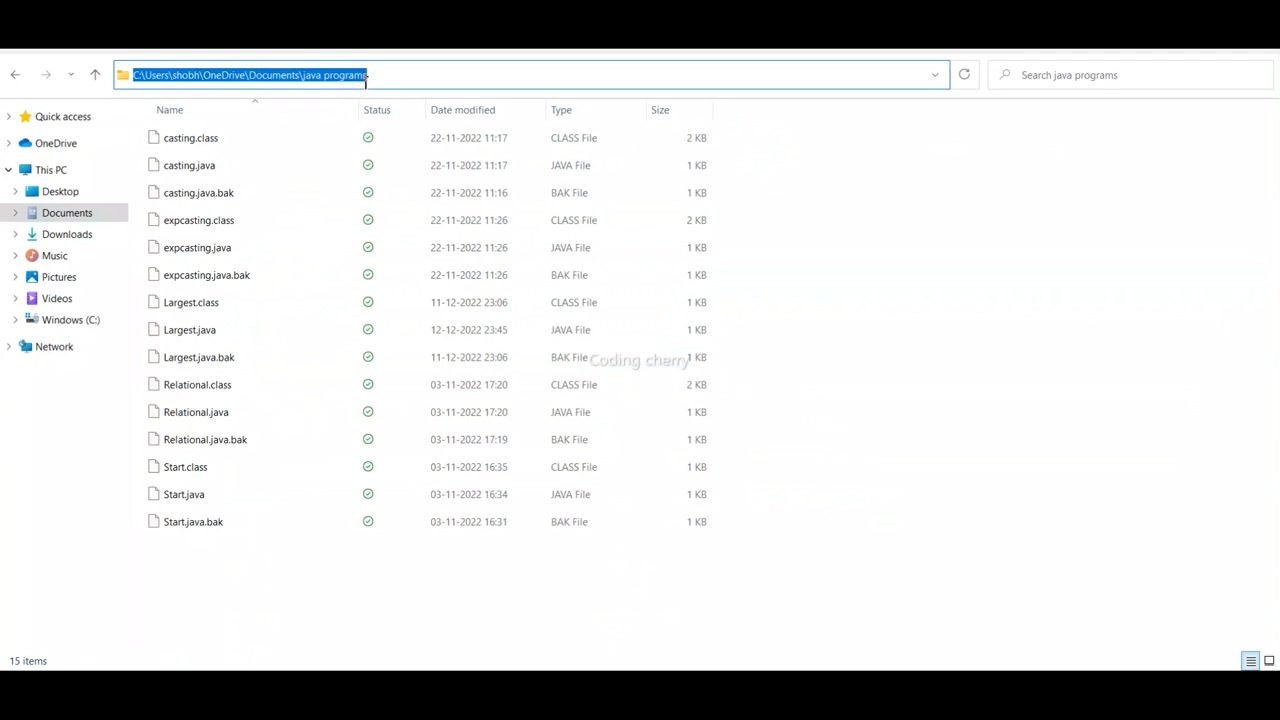 C:\Users\shobh\OneDrive\Documents\java programs
Search java programs
Quick access
OneDrive
This PC
Desktop
Documents
Downloads
Music
Pictures
Videos
Windows (C:)
Network
Name Status Date modified Type Size
casting.class 22-11-2022 11:17 CLASS File 2 KB
casting.java 22-11-2022 11:17 JAVA File 1 KB
casting.java.bak 22-11-2022 11:16 BAK File 1 KB
expcasting.class 22-11-2022 11:26 CLASS File 2 KB
expcasting.java 22-11-2022 11:26 JAVA File 1 KB
expcasting.java.bak 22-11-2022 11:26 BAK File 1 KB
Largest.class 11-12-2022 23:06 CLASS File 1 KB
Largest.java 12-12-2022 23:45 JAVA File 1 KB
Largest.java.bak 11-12-2022 23:06 BAK File 1 KB
Coding cherry
Relational.class 03-11-2022 17:20 CLASS File 2 KB
Relational.java 03-11-2022 17:20 JAVA File 1 KB
Relational.java.bak 03-11-2022 17:19 BAK File 1 KB
Start.class 03-11-2022 16:35 CLASS File 1 KB
Start.java 03-11-2022 16:34 JAVA File 1 KB
Start.java.bak 03-11-2022 16:31 BAK File 1 KB
15 items